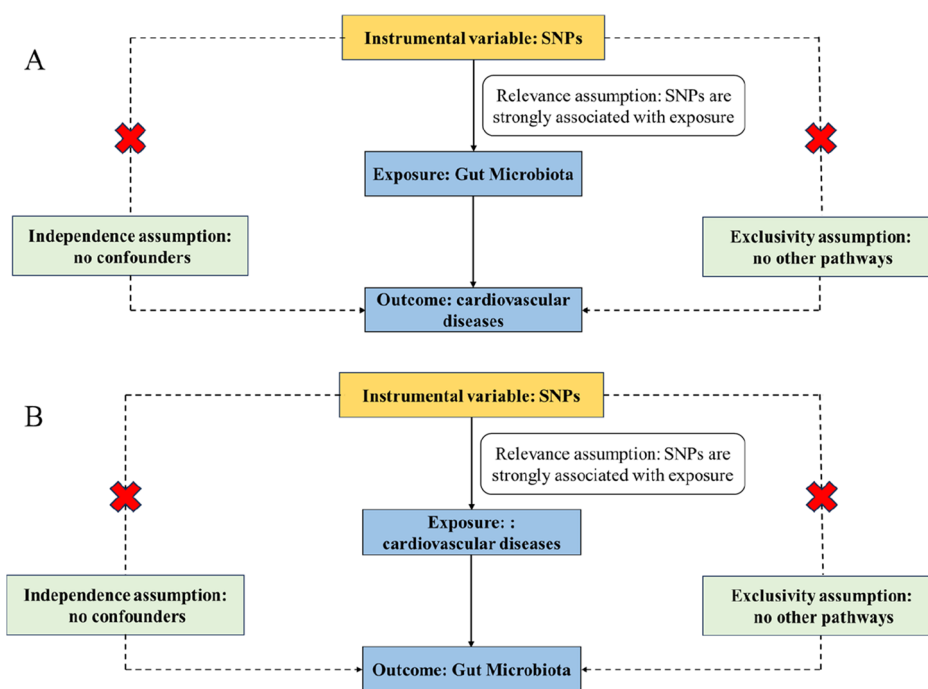 A
Instrumental variable: SNPs
Relevance assumption: SNPs are
strongly associated with exposure
Exposure: Gut Microbiota
Independence assumption:
no confounders
Exclusivity assumption:
no other pathways
Outcome: cardiovascular
diseases
B
Instrumental variable: SNPs
Relevance assumption: SNPs are
strongly associated with exposure
Exposure: :
cardiovascular diseases
Independence assumption:
no confounders
Exclusivity assumption:
no other pathways
Outcome: Gut Microbiota